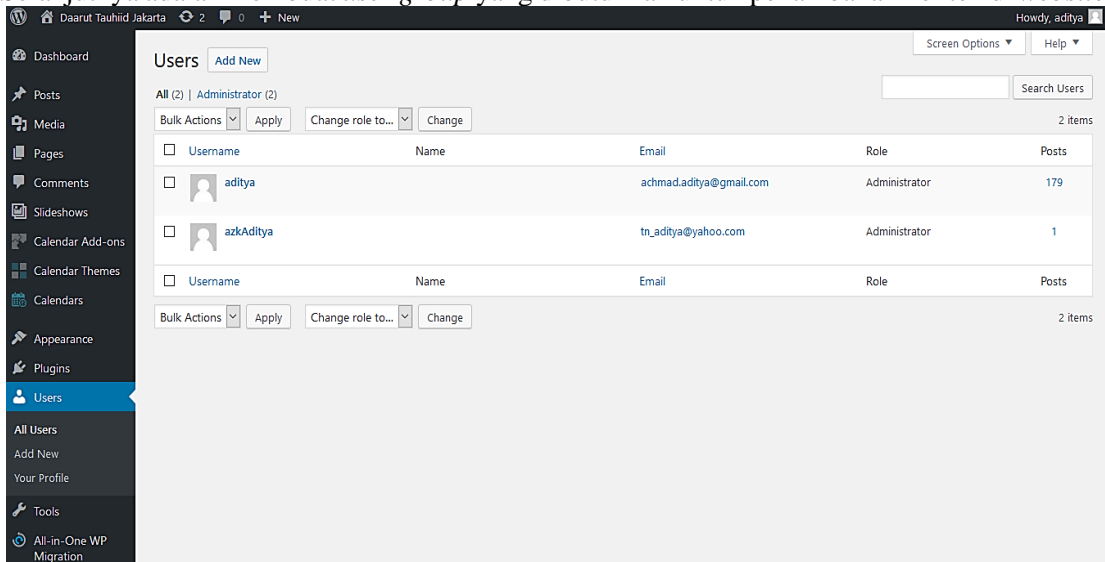 Daarut Tauhiid Jakarta 2 0 + New Howdy, aditya
Dashboard
Posts
Media
Pages
Comments
Slideshows
Calendar Add-ons
Calendar Themes
Calendars
Appearance
Plugins
Users
All Users
Add New
Your Profile
Tools
All-in-One WP
Migration
Screen Options ▼ Help ▼
Users Add New
All (2) | Administrator (2)
Search Users
Bulk Actions Apply Change role to... Change 2 items
Username Name Email Role Posts
aditya achmad.aditya@gmail.com Administrator 179
azkAditya tn_aditya@yahoo.com Administrator 1
Username Name Email Role Posts
Bulk Actions Apply Change role to... Change 2 items